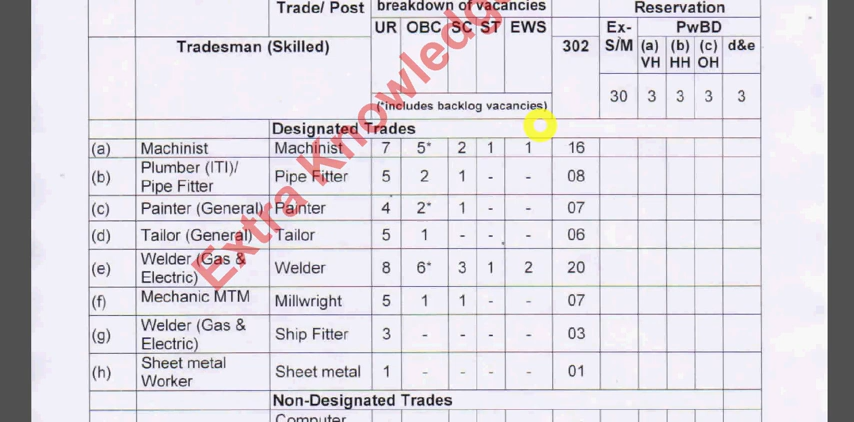 Trade/ Post breakdown of vacancies Reservation
UR OBC SC ST EWS Ex- PwBD
Tradesman (Skilled) 302 S/M (a) (b) (c) d&e
VH HH OH
30 3 3 3 3
(*includes backlog vacancies)
Designated Trades
(a) Machinist Machinist 7 5* 2 1 1 16
(b) Plumber (ITI)/ Pipe Fitter 5 2 1 - - 08
Pipe Fitter
(c) Painter (General) Painter 4 2* 1 - - 07
(d) Tailor (General) Tailor 5 1 - - - 06
(e) Welder (Gas & Welder 8 6* 3 1 2 20
Electric)
(f) Mechanic MTM Millwright 5 1 1 - - 07
(g) Welder (Gas & Ship Fitter 3 - - - - 03
Electric)
(h) Sheet metal Sheet metal 1 - - - - 01
Worker
Non-Designated Trades
Computer
Extra Knowledge